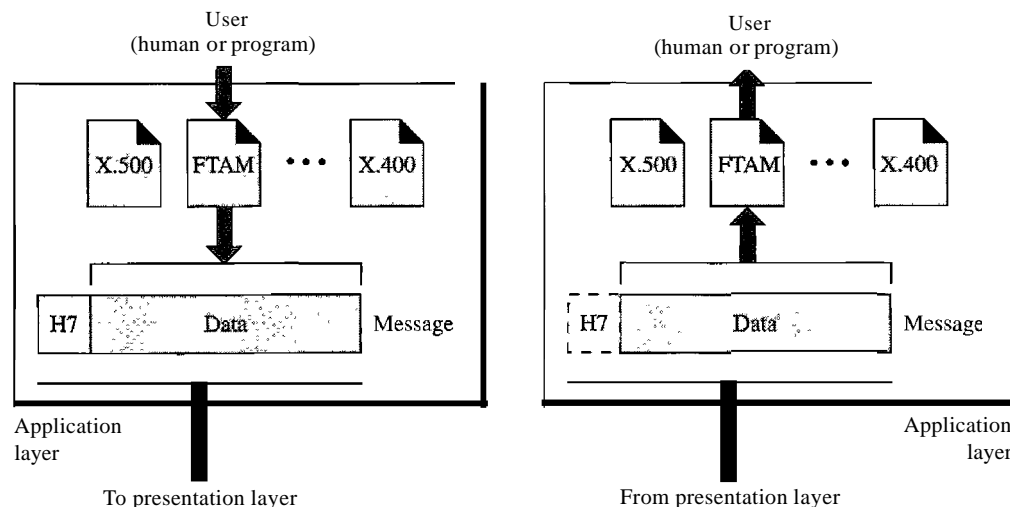 User
(human or program)
X.500
FTAM
X.400
H7
Data
Message
Application
layer
To presentation layer
User
(human or program)
X.500
FTAM
X.400
H7
Data
Message
Application
layer
From presentation layer